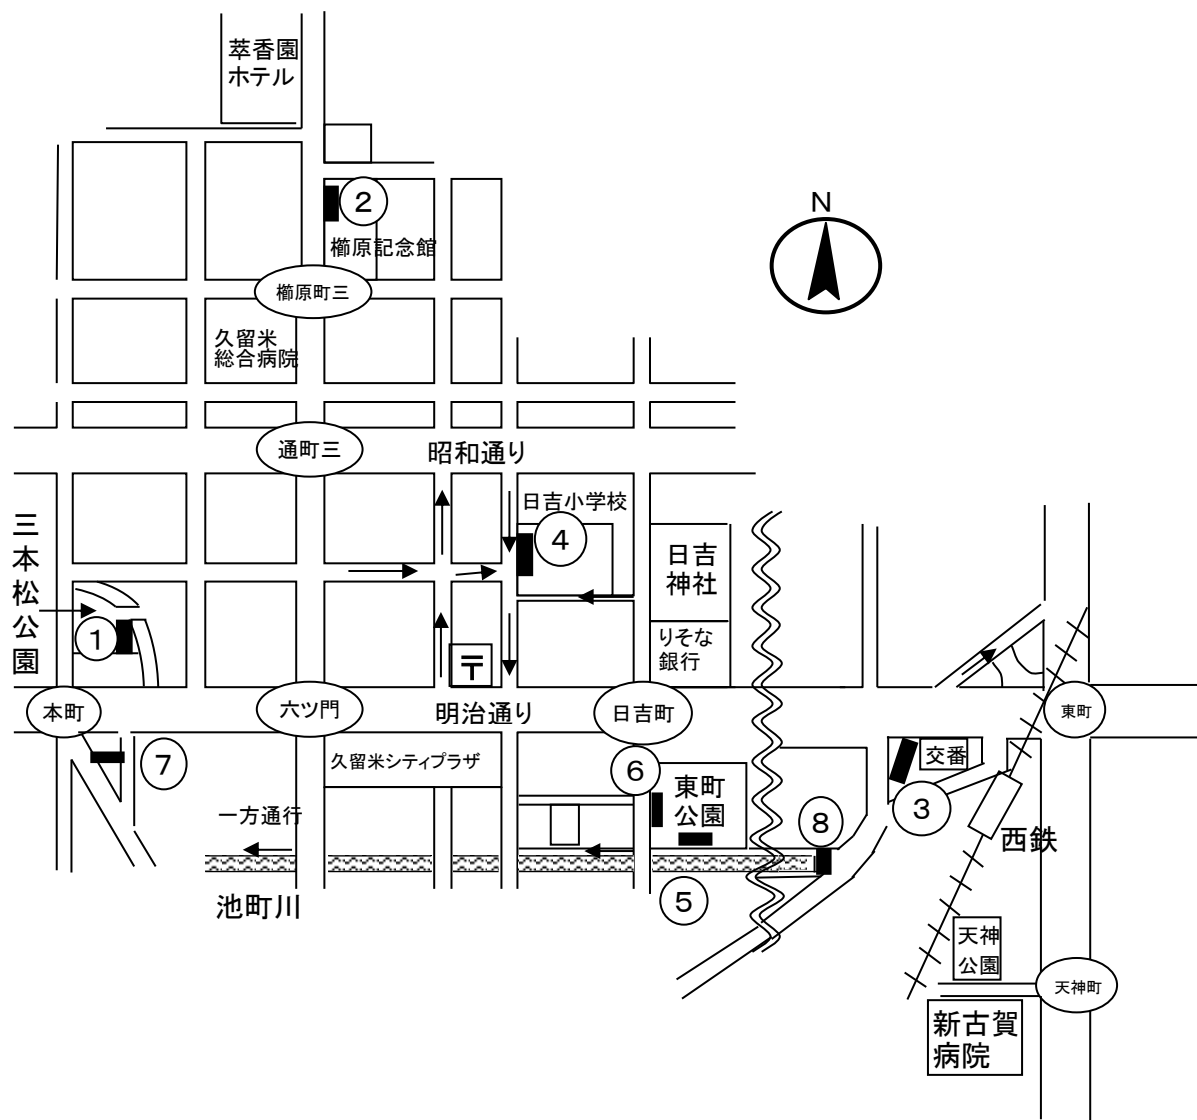 萃香園
ホテル
N
②
櫛原記念館
櫛原町三
久留米
総合病院
通町三
昭和通り
日吉小学校
④
三本松公園
日吉
神社
①
りそな
銀行
〒
本町
六ツ門
明治通り
日吉町
東町
⑦
久留米シティプラザ
⑥
東町
公園
交番
③
一方通行
⑧
西鉄
池町川
⑤
天神
公園
天神町
新古賀
病院